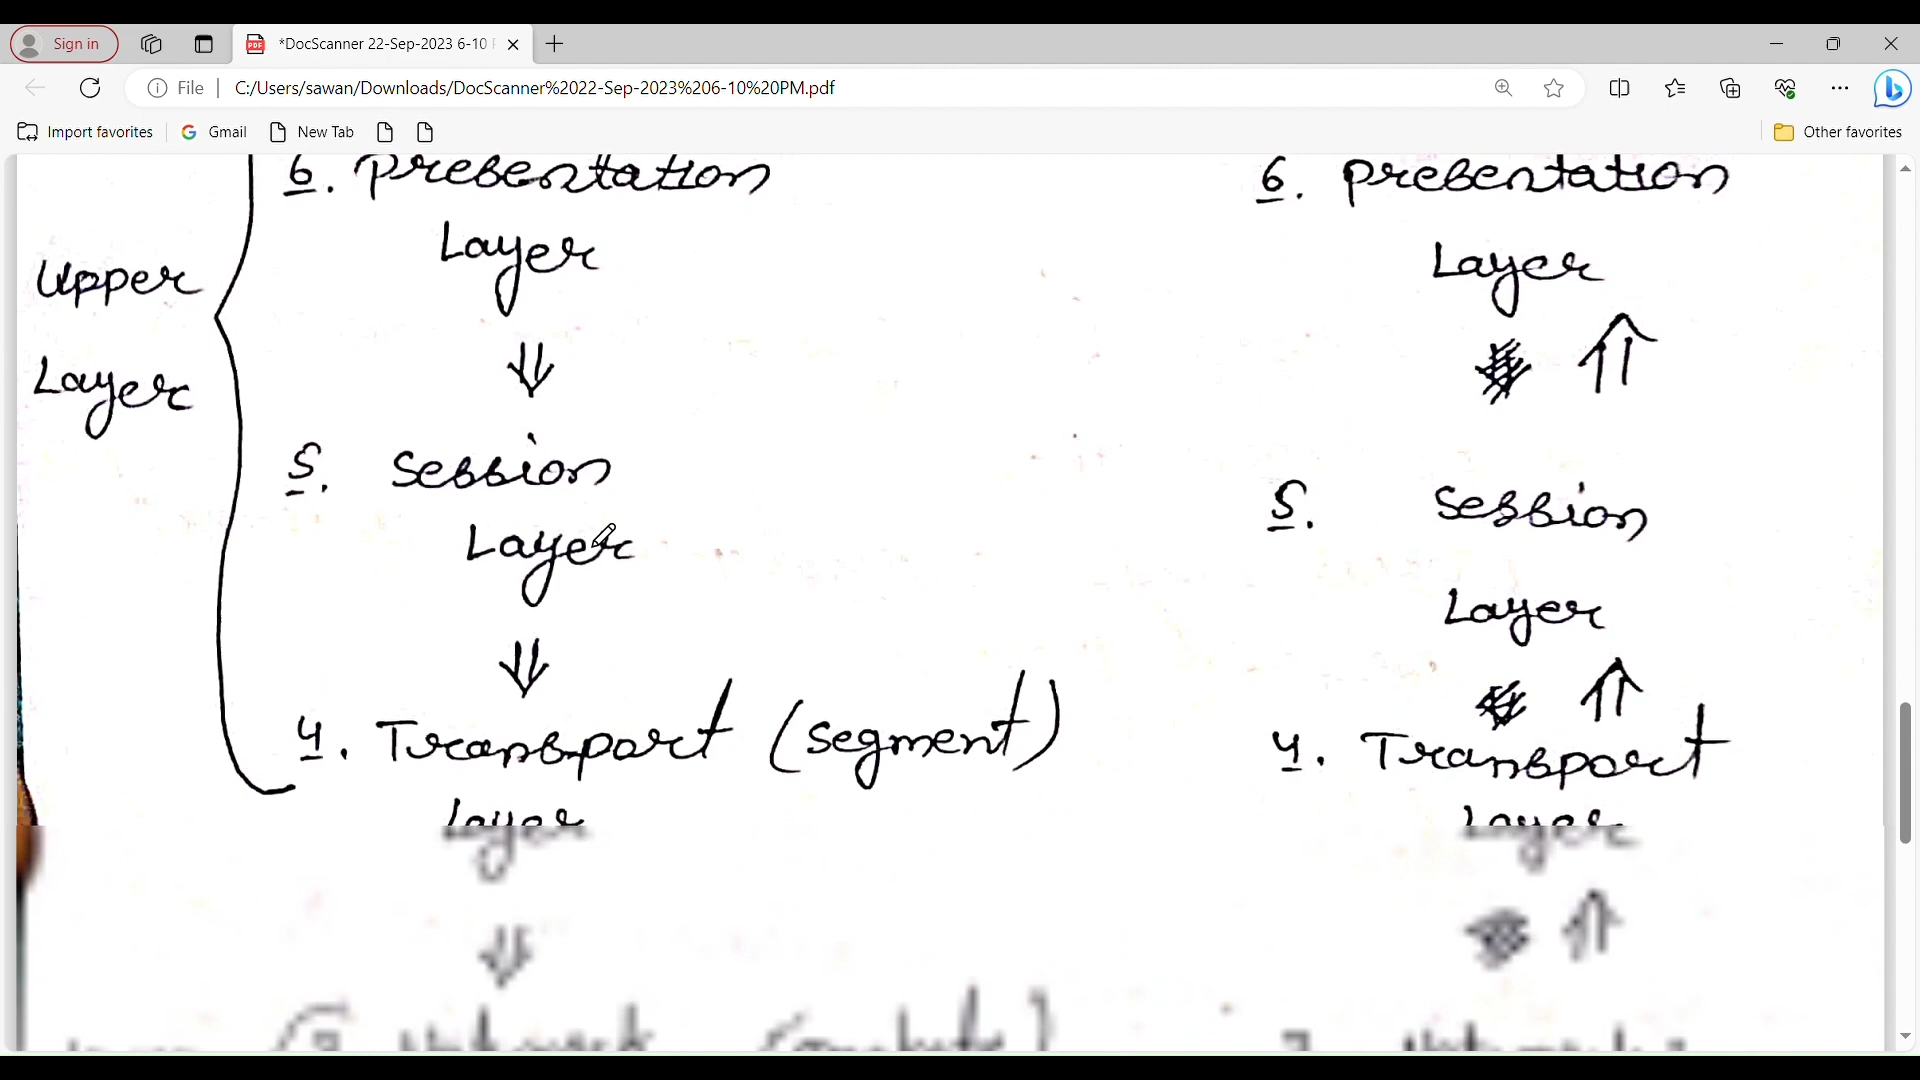 Sign in
*DocScanner 22-Sep-2023 6-10
File
C:/Users/sawan/Downloads/DocScanner%2022-Sep-2023%206-10%20PM.pdf
Import favorites
Gmail
New Tab
Other favorites
6. Presentation
Layer
Upper
Layer
5. Session
Layer
4. Transport (segment)
Layer
6. Presentation
Layer
5. Session
Layer
4. Transport
Layer